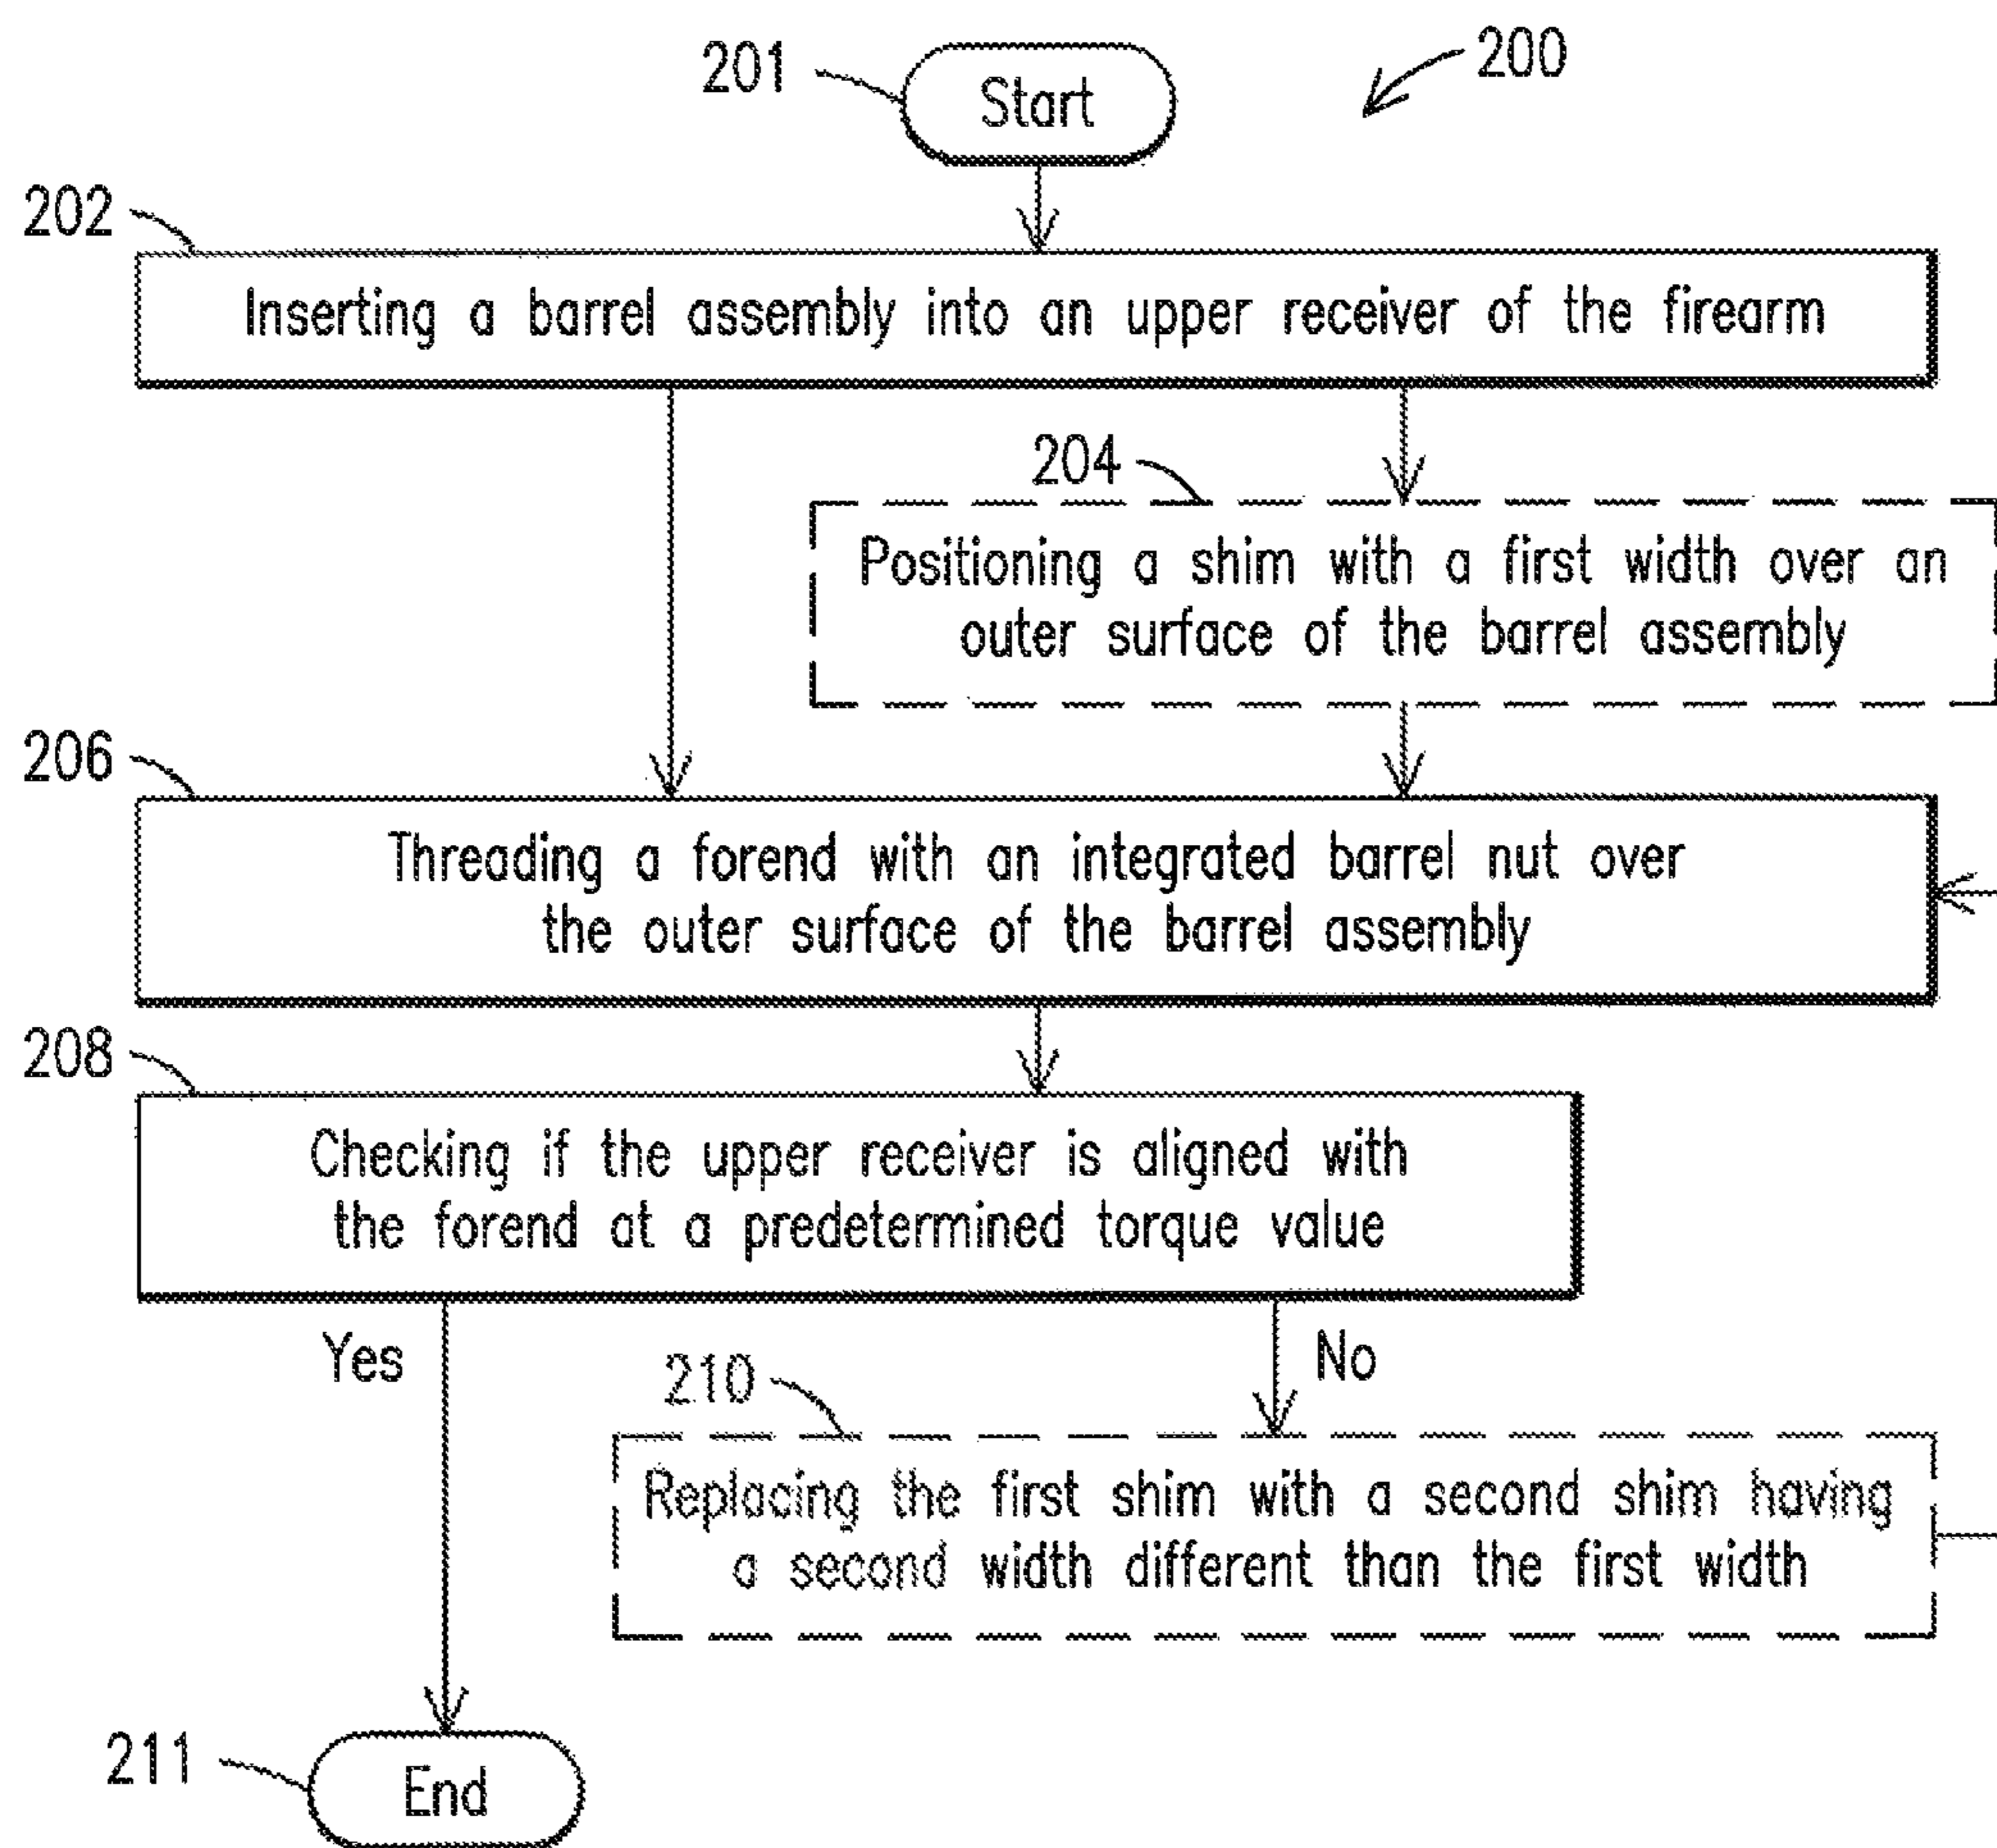 201
Start
200
202
Inserting a barrel assembly into an upper receiver of the firearm
204
Positioning a shim with a first width over an
outer surface of the barrel assembly
206
Threading a forend with an integrated barrel nut over
the outer surface of the barrel assembly
208
Checking if the upper receiver is aligned with
the forend at a predetermined torque value
Yes
No
210
Replacing the first shim with a second shim having
a second width different than the first width
211
End